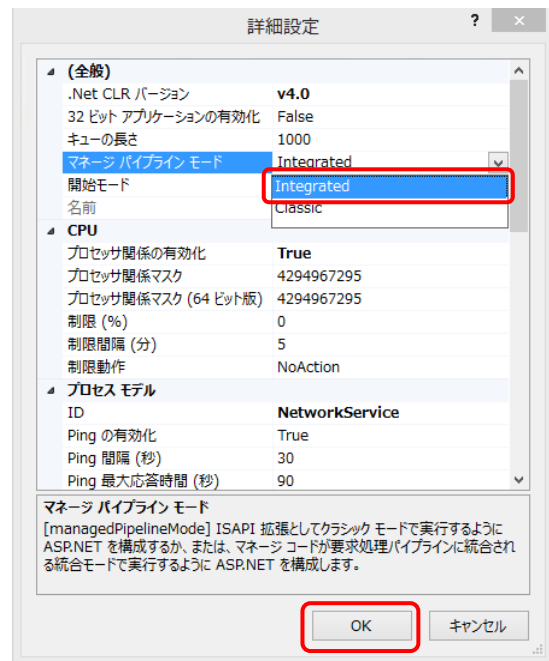 詳細設定
?
×
(全般)
.Net CLR バージョン v4.0
32 ビット アプリケーションの有効化 False
キューの長さ 1000
マネージ パイプライン モード Integrated
開始モード Integrated
名前 Classic
CPU
プロセッサ関係の有効化 True
プロセッサ関係マスク 4294967295
プロセッサ関係マスク (64 ビット版) 4294967295
制限 (%) 0
制限間隔 (分) 5
制限動作 NoAction
プロセス モデル
ID NetworkService
Ping の有効化 True
Ping 間隔 (秒) 30
Ping 最大応答時間 (秒) 90
マネージ パイプライン モード
[managedPipelineMode] ISAPI 拡張としてクラシック モードで実行するように
ASP.NET を構成するか、または、マネージ コードが要求処理パイプラインに統合され
る統合モードで実行するように ASP.NET を構成します。
OK キャンセル